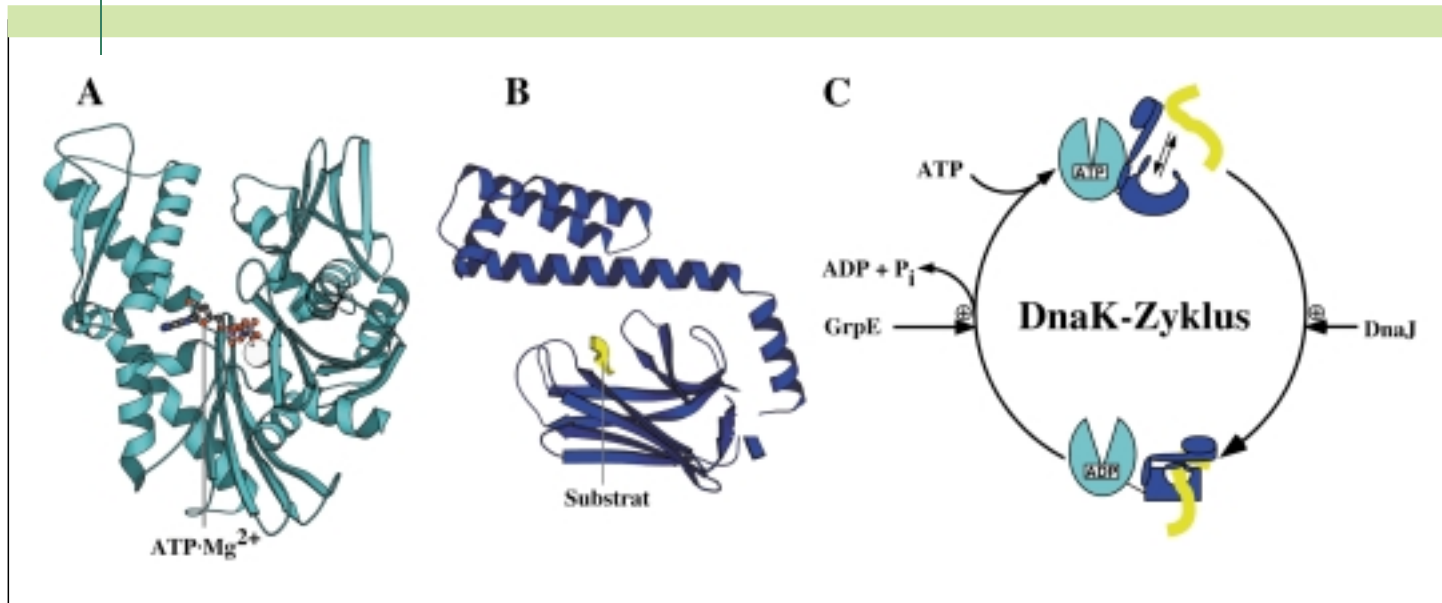 A
B
C
ATP·Mg2+
Substrat
ATP
ATP
ADP + Pi
GrpE
⊕
DnaK-Zyklus
⊕
DnaJ
ADP